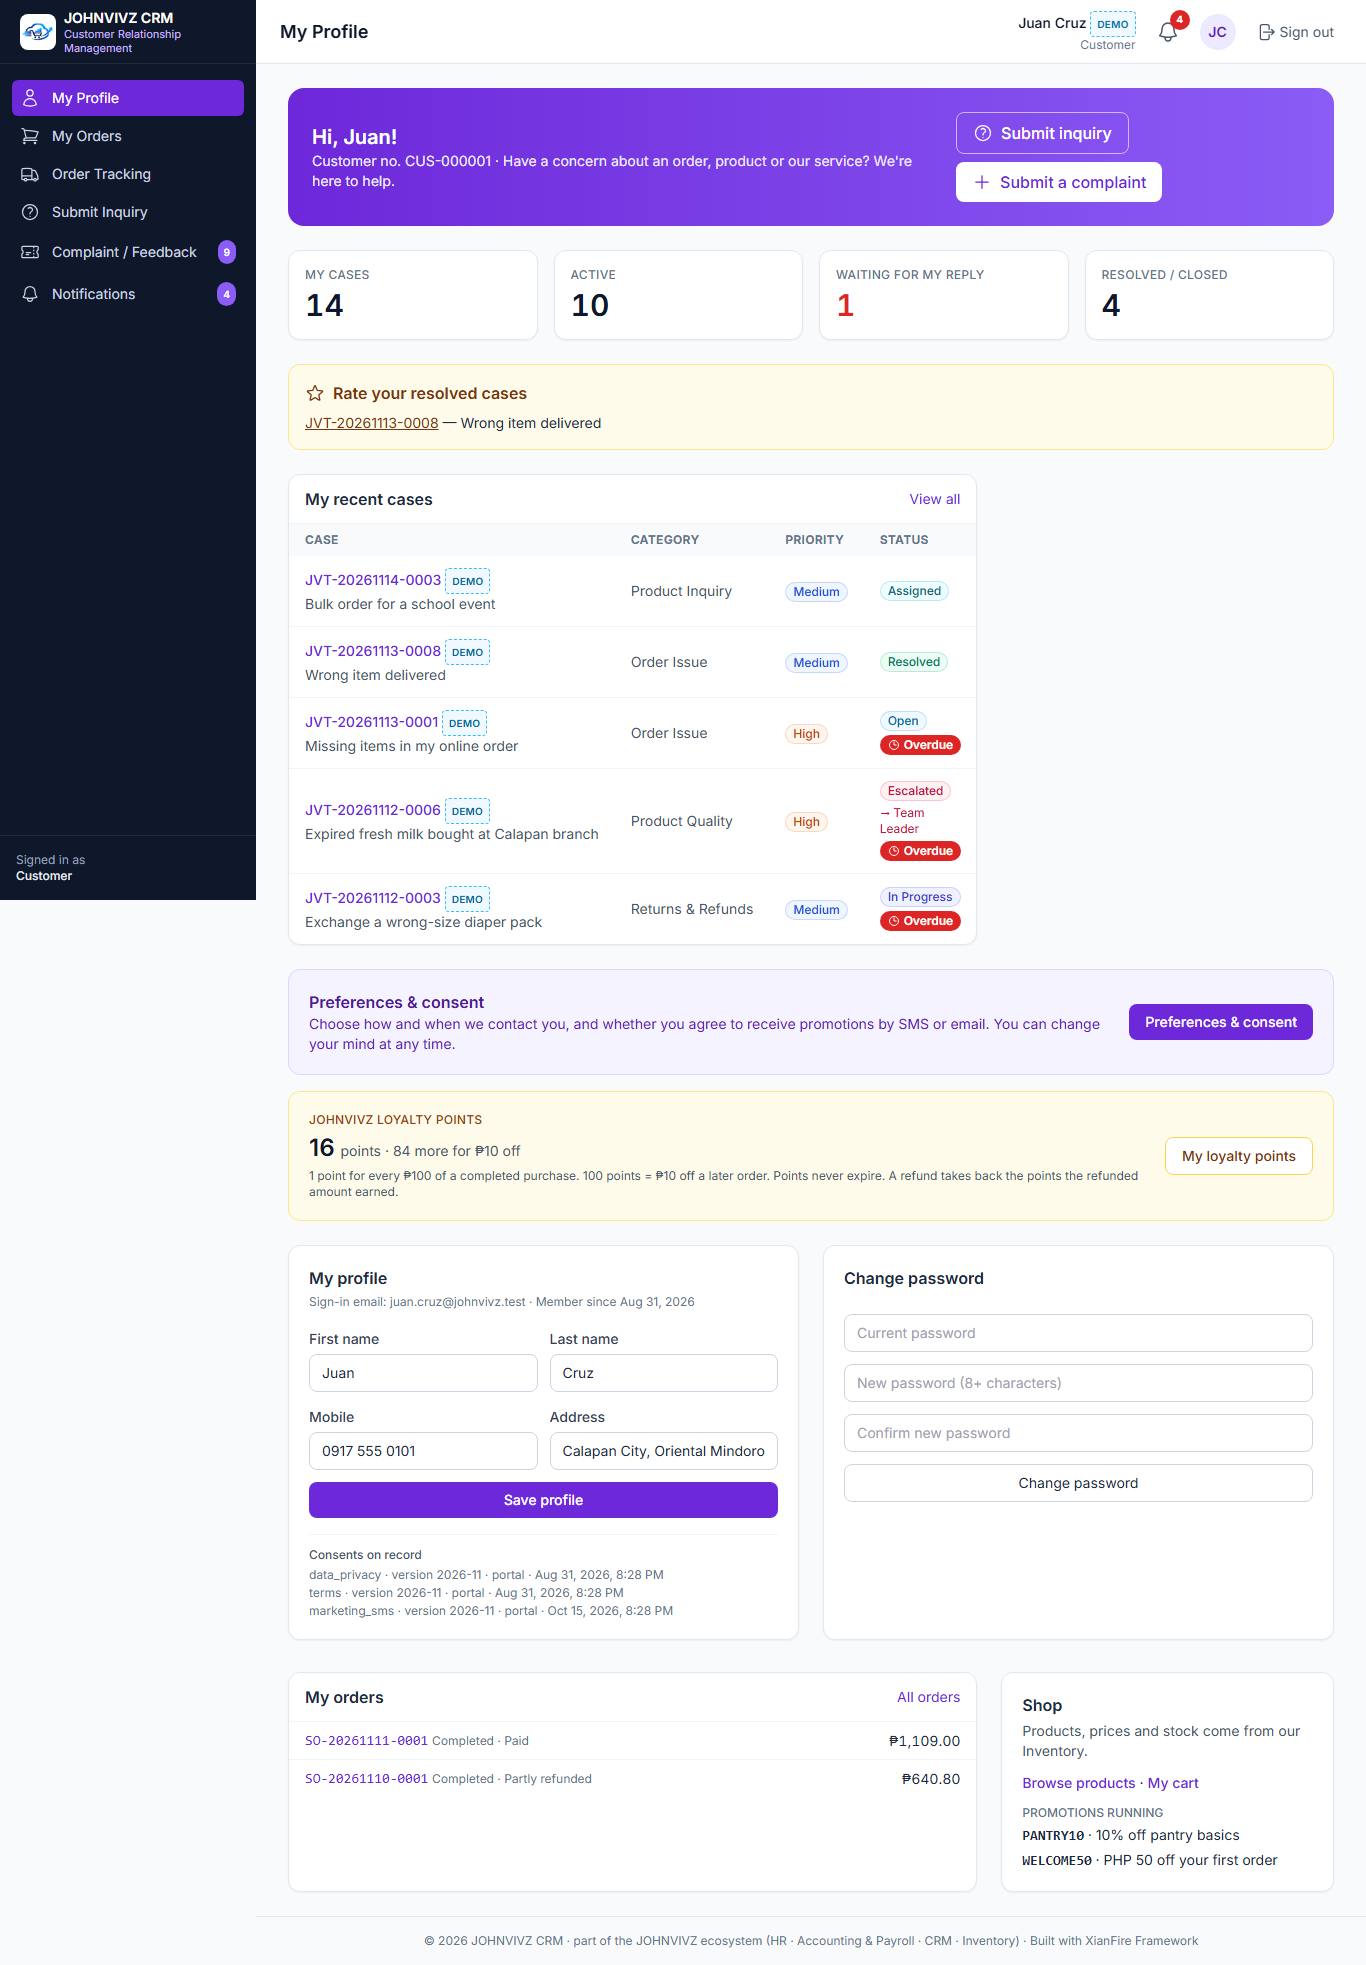 JOHNVIVZ CRM
Customer Relationship
Management
My Profile
My Orders
Order Tracking
Submit Inquiry
Complaint / Feedback 9
Notifications 4
Signed in as
Customer
My Profile
Juan Cruz DEMO
Customer
4
JC
Sign out
Hi, Juan!
Customer no. CUS-000001 · Have a concern about an order, product or our service? We're
here to help.
Submit inquiry
Submit a complaint
MY CASES
14
ACTIVE
10
WAITING FOR MY REPLY
1
RESOLVED / CLOSED
4
Rate your resolved cases
JVT-20261113-0008 — Wrong item delivered
My recent cases View all
CASE CATEGORY PRIORITY STATUS
JVT-20261114-0003 DEMO
Bulk order for a school event
Product Inquiry Medium Assigned
JVT-20261113-0008 DEMO
Wrong item delivered
Order Issue Medium Resolved
JVT-20261113-0001 DEMO
Missing items in my online order
Order Issue High Open
Overdue
JVT-20261112-0006 DEMO
Expired fresh milk bought at Calapan branch
Product Quality High Escalated
→ Team
Leader
Overdue
JVT-20261112-0003 DEMO
Exchange a wrong-size diaper pack
Returns & Refunds Medium In Progress
Overdue
Preferences & consent
Choose how and when we contact you, and whether you agree to receive promotions by SMS or email. You can change
your mind at any time.
Preferences & consent
JOHNVIVZ LOYALTY POINTS
16 points · 84 more for ₱10 off
1 point for every ₱100 of a completed purchase. 100 points = ₱10 off a later order. Points never expire. A refund takes back the points the refunded
amount earned.
My loyalty points
My profile
Sign-in email: juan.cruz@johnvivz.test · Member since Aug 31, 2026
First name Last name
Juan Cruz
Mobile Address
0917 555 0101 Calapan City, Oriental Mindoro
Save profile
Consents on record
data_privacy · version 2026-11 · portal · Aug 31, 2026, 8:28 PM
terms · version 2026-11 · portal · Aug 31, 2026, 8:28 PM
marketing_sms · version 2026-11 · portal · Oct 15, 2026, 8:28 PM
Change password
Current password
New password (8+ characters)
Confirm new password
Change password
My orders All orders
SO-20261111-0001 Completed · Paid ₱1,109.00
SO-20261110-0001 Completed · Partly refunded ₱640.80
Shop
Products, prices and stock come from our
Inventory.
Browse products · My cart
PROMOTIONS RUNNING
PANTRY10 · 10% off pantry basics
WELCOME50 · PHP 50 off your first order
© 2026 JOHNVIVZ CRM · part of the JOHNVIVZ ecosystem (HR · Accounting & Payroll · CRM · Inventory) · Built with XianFire Framework